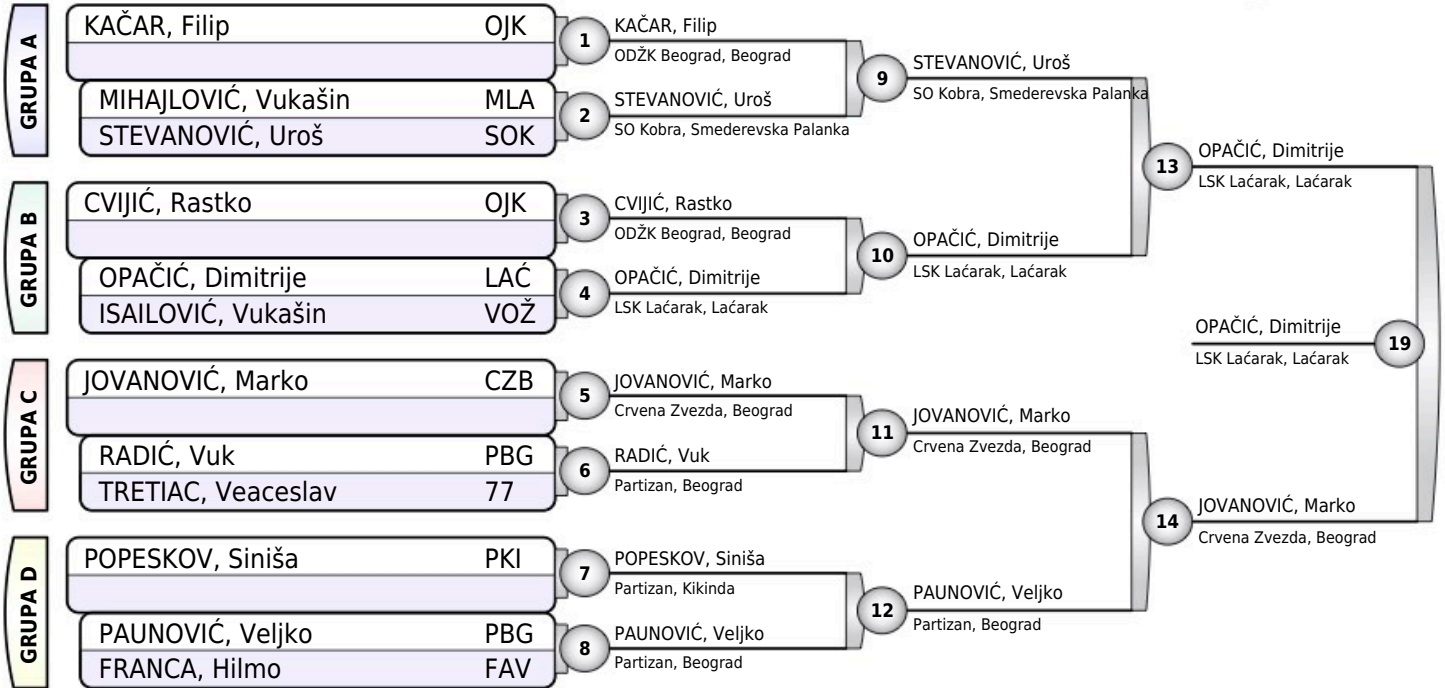 GRUPA A
KAČAR, Filip OJK
MIHAJLOVIĆ, Vukašin MLA
STEVANOVIĆ, Uroš SOK
GRUPA B
CVIJIĆ, Rastko OJK
OPAČIĆ, Dimitrije LAĆ
ISAILOVIĆ, Vukašin VOŽ
GRUPA C
JOVANOVIĆ, Marko CZB
RADIĆ, Vuk PBG
TRETIAC, Veaceslav 77
GRUPA D
POPESKOV, Siniša PKI
PAUNOVIĆ, Veljko PBG
FRANCA, Hilmo FAV
1
KAČAR, Filip
ODŽK Beograd, Beograd
2
STEVANOVIĆ, Uroš
SO Kobra, Smederevska Palanka
3
CVIJIĆ, Rastko
ODŽK Beograd, Beograd
4
OPAČIĆ, Dimitrije
LSK Laćarak, Laćarak
5
JOVANOVIĆ, Marko
Crvena Zvezda, Beograd
6
RADIĆ, Vuk
Partizan, Beograd
7
POPESKOV, Siniša
Partizan, Kikinda
8
PAUNOVIĆ, Veljko
Partizan, Beograd
9
STEVANOVIĆ, Uroš
SO Kobra, Smederevska Palanka
10
OPAČIĆ, Dimitrije
LSK Laćarak, Laćarak
11
JOVANOVIĆ, Marko
Crvena Zvezda, Beograd
12
PAUNOVIĆ, Veljko
Partizan, Beograd
13
OPAČIĆ, Dimitrije
LSK Laćarak, Laćarak
14
JOVANOVIĆ, Marko
Crvena Zvezda, Beograd
OPAČIĆ, Dimitrije
LSK Laćarak, Laćarak
19